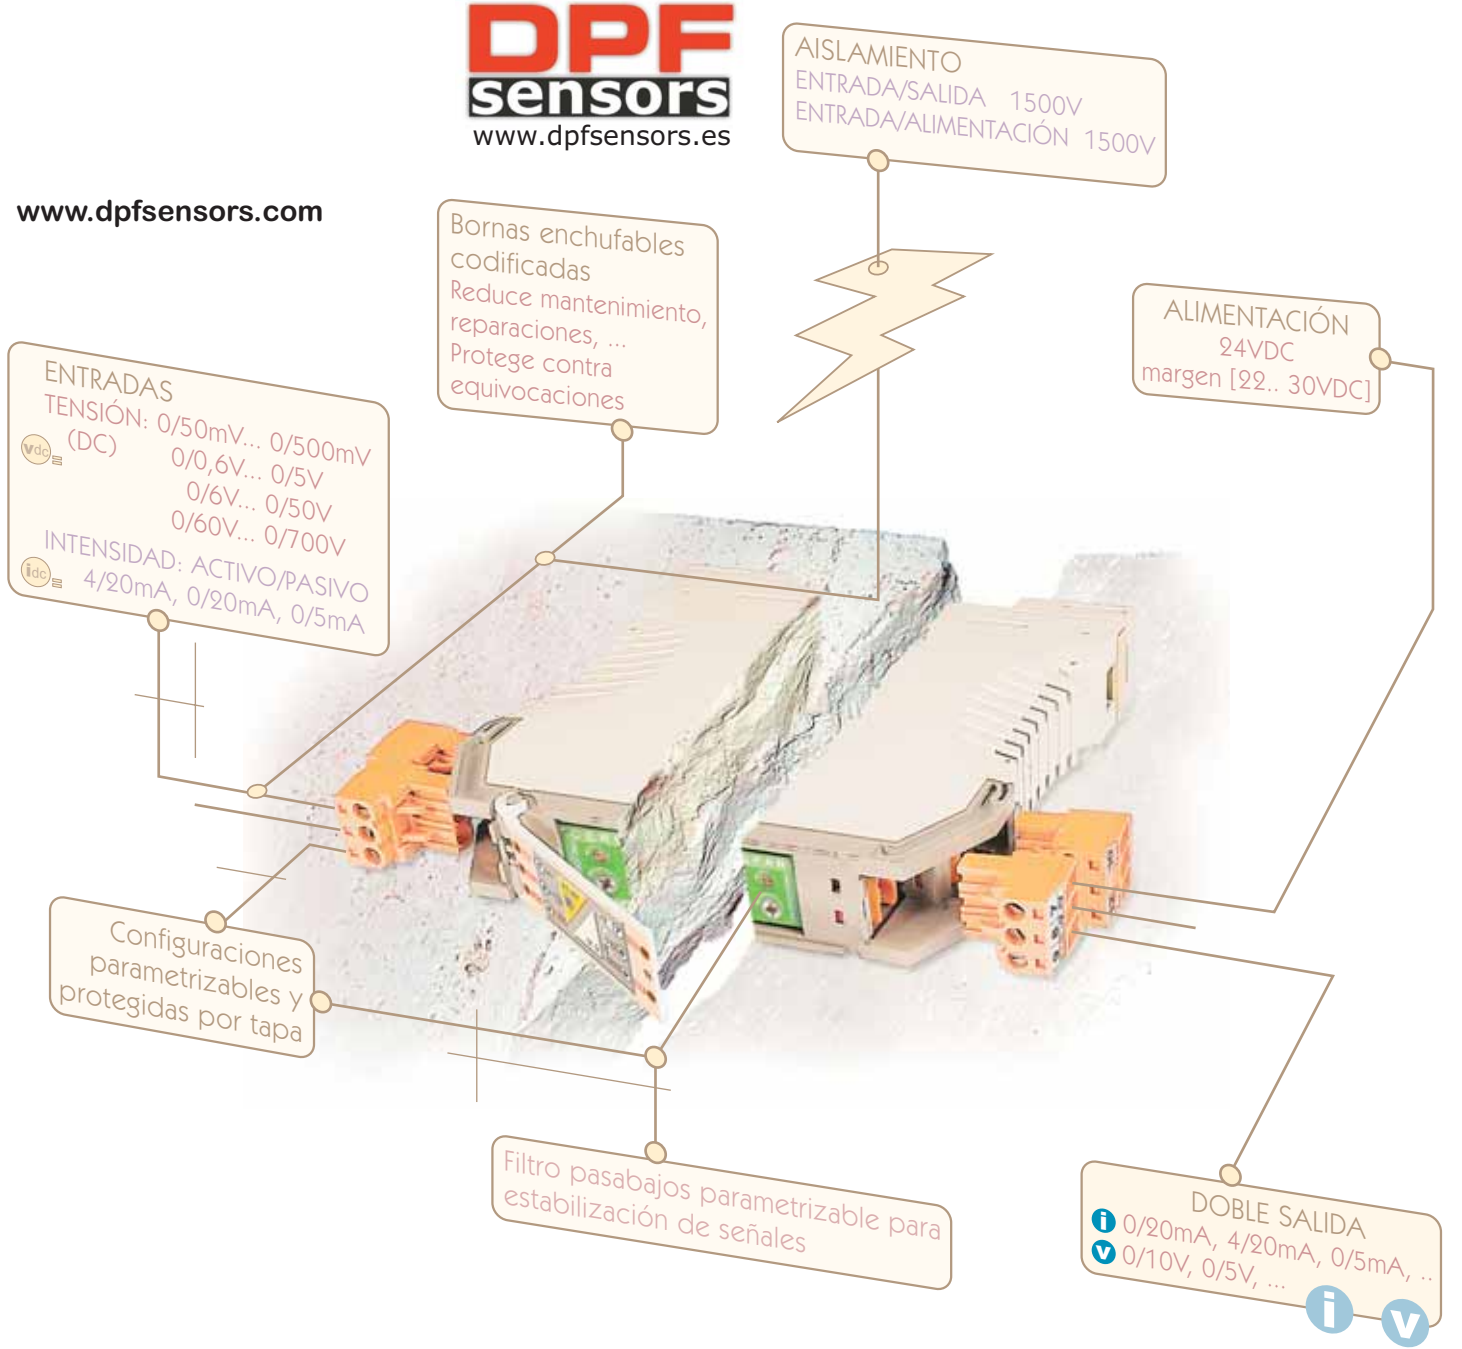 DPF
sensors
www.dpfsensors.es
www.dpfsensors.com
AISLAMIENTO
ENTRADA/SALIDA 1500V
ENTRADA/ALIMENTACIÓN 1500V
Bornas enchufables
codificadas
Reduce mantenimiento,
reparaciones, ...
Protege contra
equivocaciones
ALIMENTACIÓN
24VDC
margen [22.. 30VDC]
ENTRADAS
TENSIÓN: 0/50mV... 0/500mV
vdc (DC) 0/0,6V... 0/5V
0/6V... 0/50V
0/60V... 0/700V
INTENSIDAD: ACTIVO/PASIVO
idc 4/20mA, 0/20mA, 0/5mA
Configuraciones
parametrizables y
protegidas por tapa
Filtro pasabajos parametrizable para
estabilización de señales
DOBLE SALIDA
i 0/20mA, 4/20mA, 0/5mA, ..
v 0/10V, 0/5V, ...
i v